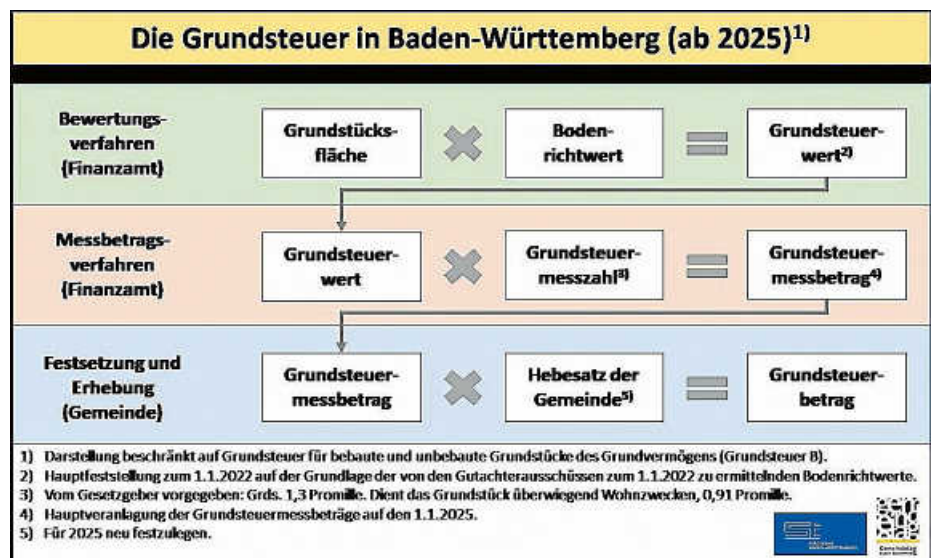 Die Grundsteuer in Baden-Württemberg (ab 2025)1)
Bewertungs-
verfahren
(Finanzamt)
Grundstücks-
fläche
Boden-
richtwert
Grundsteuer-
wert2)
Messbetrags-
verfahren
(Finanzamt)
Grundsteuer-
wert
Grundsteuer-
messzahl3)
Grundsteuer-
messbetrag4)
Festsetzung und
Erhebung
(Gemeinde)
Grundsteuer-
messbetrag
Hebesatz der
Gemeinde5)
Grundsteuer-
betrag
1) Darstellung beschränkt auf Grundsteuer für bebaute und unbebaute Grundstücke des Grundvermögens (Grundsteuer B).
2) Hauptfeststellung zum 1.1.2022 auf der Grundlage der von den Gutachterausschüssen zum 1.1.2022 zu ermittelnden Bodenrichtwerte.
3) Vom Gesetzgeber vorgegeben: Grds. 1,3 Promille. Dient das Grundstück überwiegend Wohnzwecken, 0,91 Promille.
4) Hauptveranlagung der Grundsteuermessbeträge auf den 1.1.2025.
5) Für 2025 neu festzulegen.
Gemeindetag